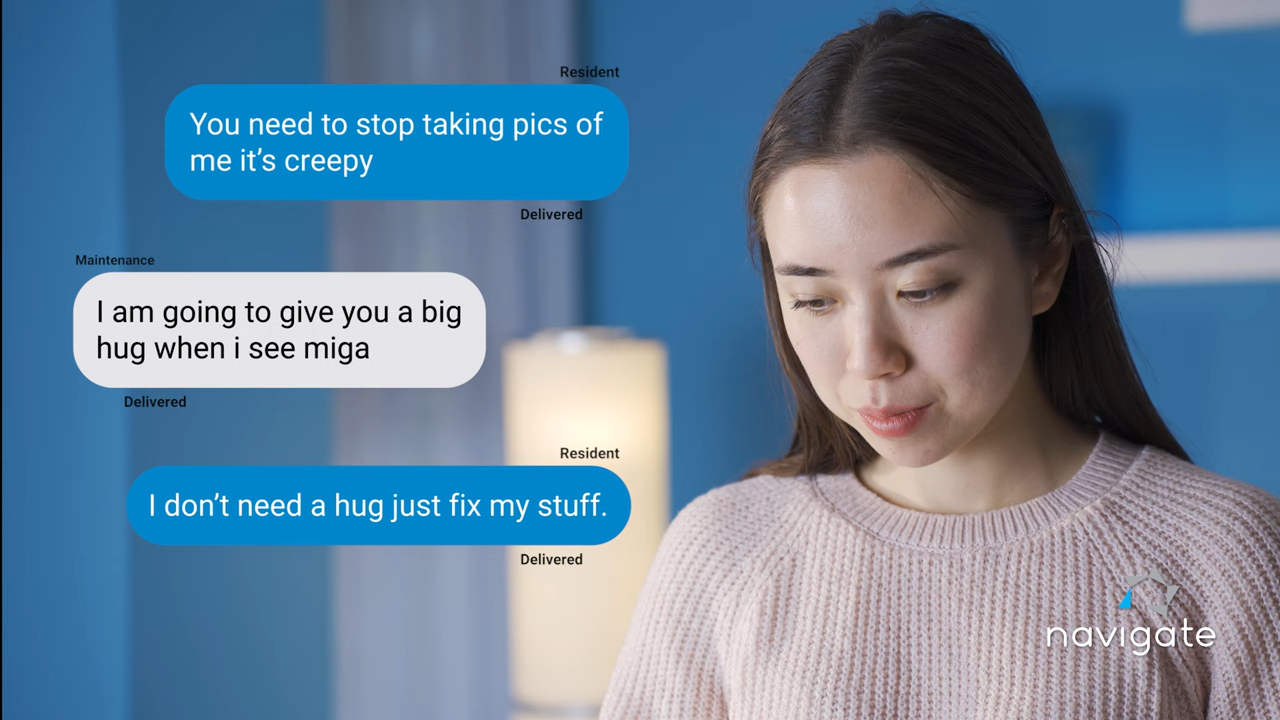 Resident
You need to stop taking pics of
me it’s creepy
Delivered
Maintenance
I am going to give you a big
hug when i see miga
Delivered
Resident
I don’t need a hug just fix my stuff.
Delivered
navigate